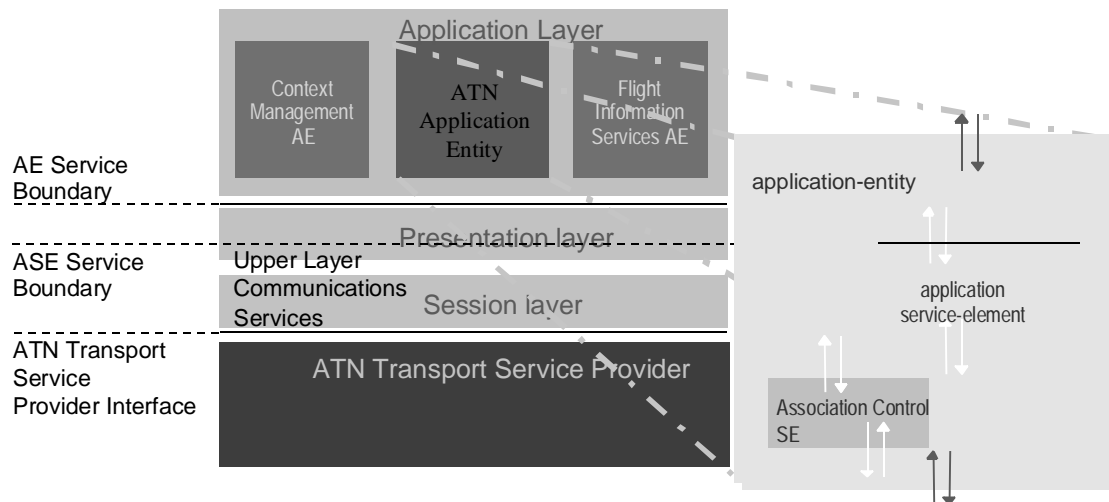 Application Layer
Context
Management
AE
ATN
Application
Entity
Flight
Information
Services AE
AE Service
Boundary
Presentation layer
ASE Service
Boundary
Upper Layer
Communications
Services
Session layer
ATN Transport
Service
Provider Interface
ATN Transport Service Provider
application-entity
application
service-element
Association Control
SE